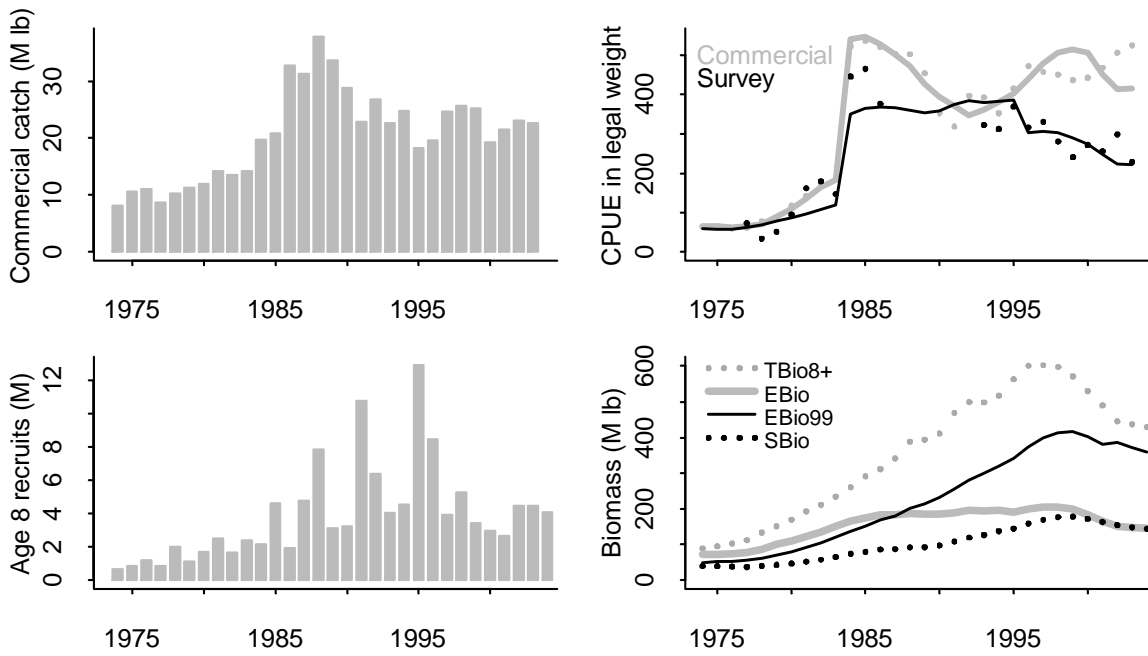 Commercial catch (M lb)
0 10 20 30
1975 1985 1995
CPUE in legal weight
0 200 400
Commercial
Survey
1975 1985 1995
Age 8 recruits (M)
0 2 4 6 8 12
1975 1985 1995
Biomass (M lb)
0 200 400 600
TBio8+
EBio
EBio99
SBio
1975 1985 1995